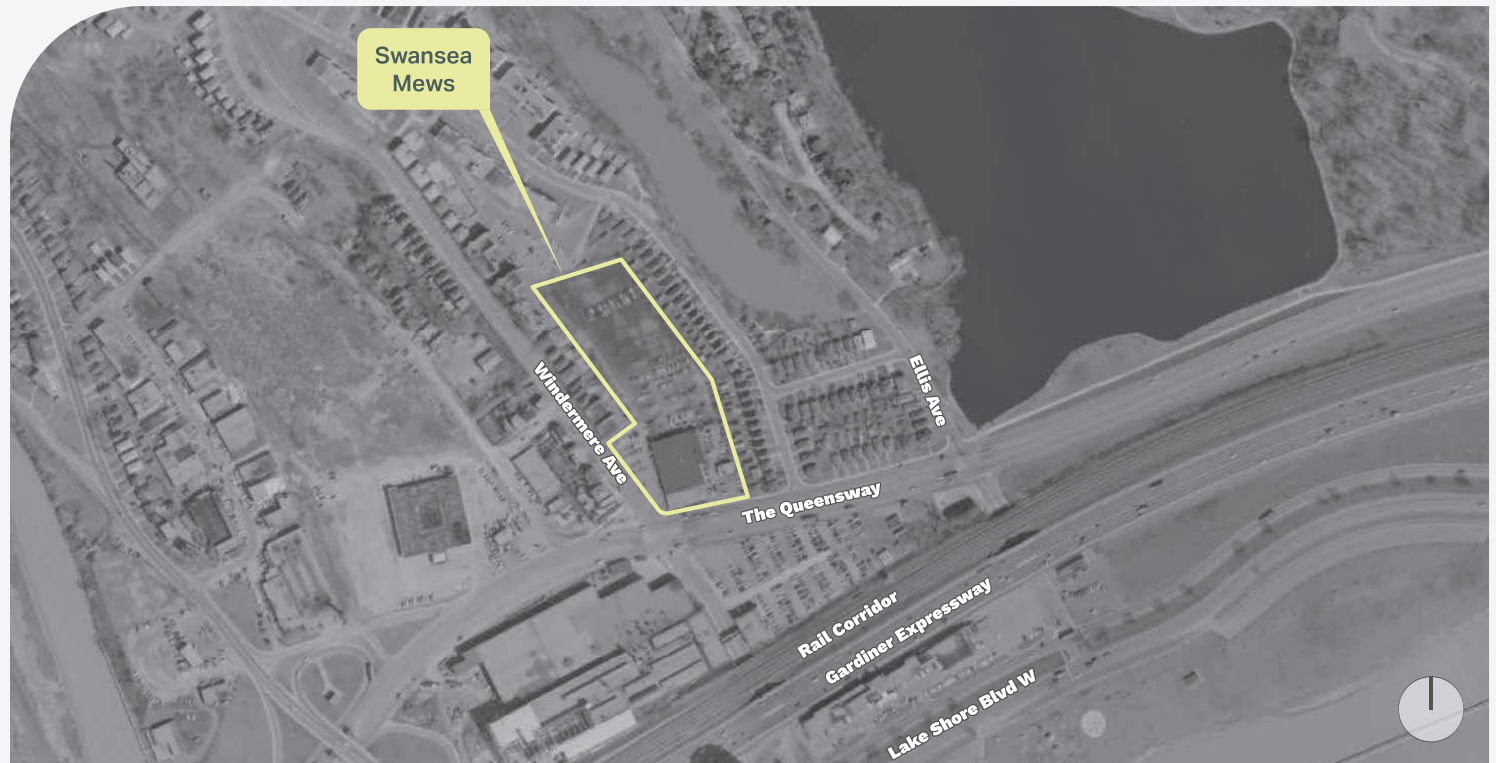 Swansea
Mews
Windermere Ave
Ellis Ave
The Queensway
Rail Corridor
Gardiner Expressway
Lake Shore Blvd W